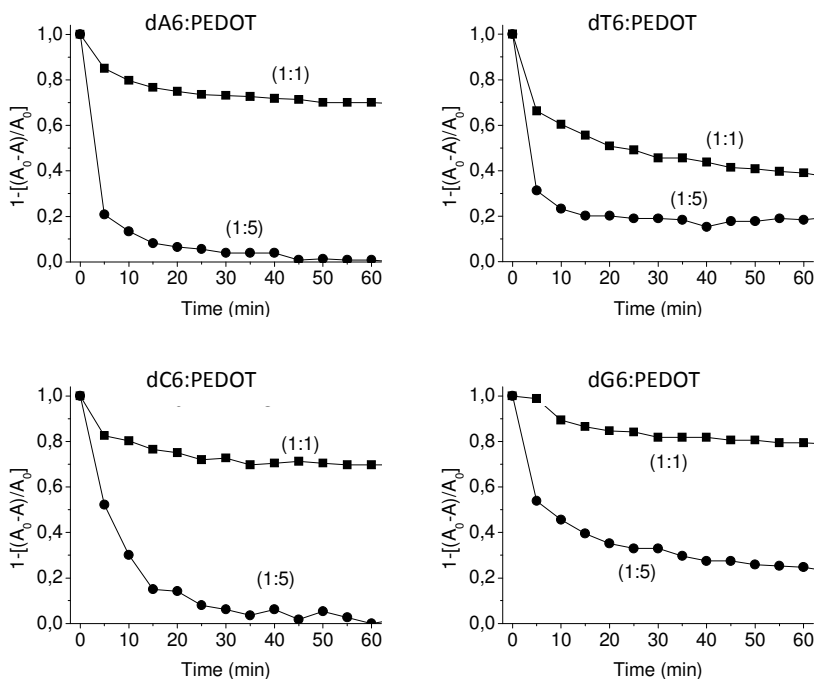 dA6:PEDOT
1-[(A0-A)/A0]
1,0
0,8
0,6
0,4
0,2
0,0
(1:1)
(1:5)
0 10 20 30 40 50 60
Time (min)
dT6:PEDOT
1-[(A0-A)/A0]
1,0
0,8
0,6
0,4
0,2
0,0
(1:1)
(1:5)
0 10 20 30 40 50 60
Time (min)
dC6:PEDOT
1-[(A0-A)/A0]
1,0
0,8
0,6
0,4
0,2
0,0
(1:1)
(1:5)
0 10 20 30 40 50 60
Time (min)
dG6:PEDOT
1-[(A0-A)/A0]
1,0
0,8
0,6
0,4
0,2
0,0
(1:1)
(1:5)
0 10 20 30 40 50 60
Time (min)